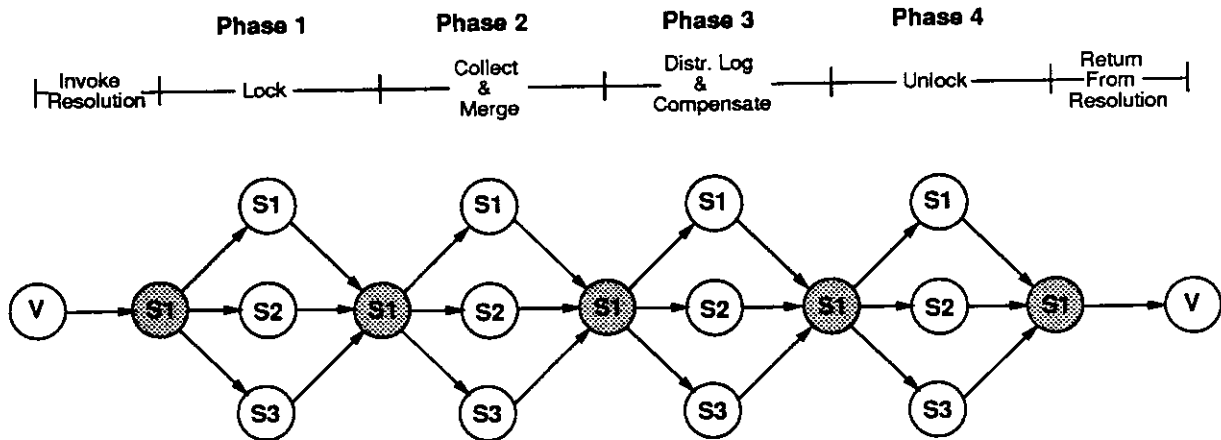 Phase 1 Phase 2 Phase 3 Phase 4
Invoke
Resolution
Lock
Collect
&
Merge
Distr. Log
&
Compensate
Unlock
Return
From
Resolution
S1 S1 S1 S1
V S1 S2 S1 S2 S1 S2 S1 S2 S1 V
S3 S3 S3 S3